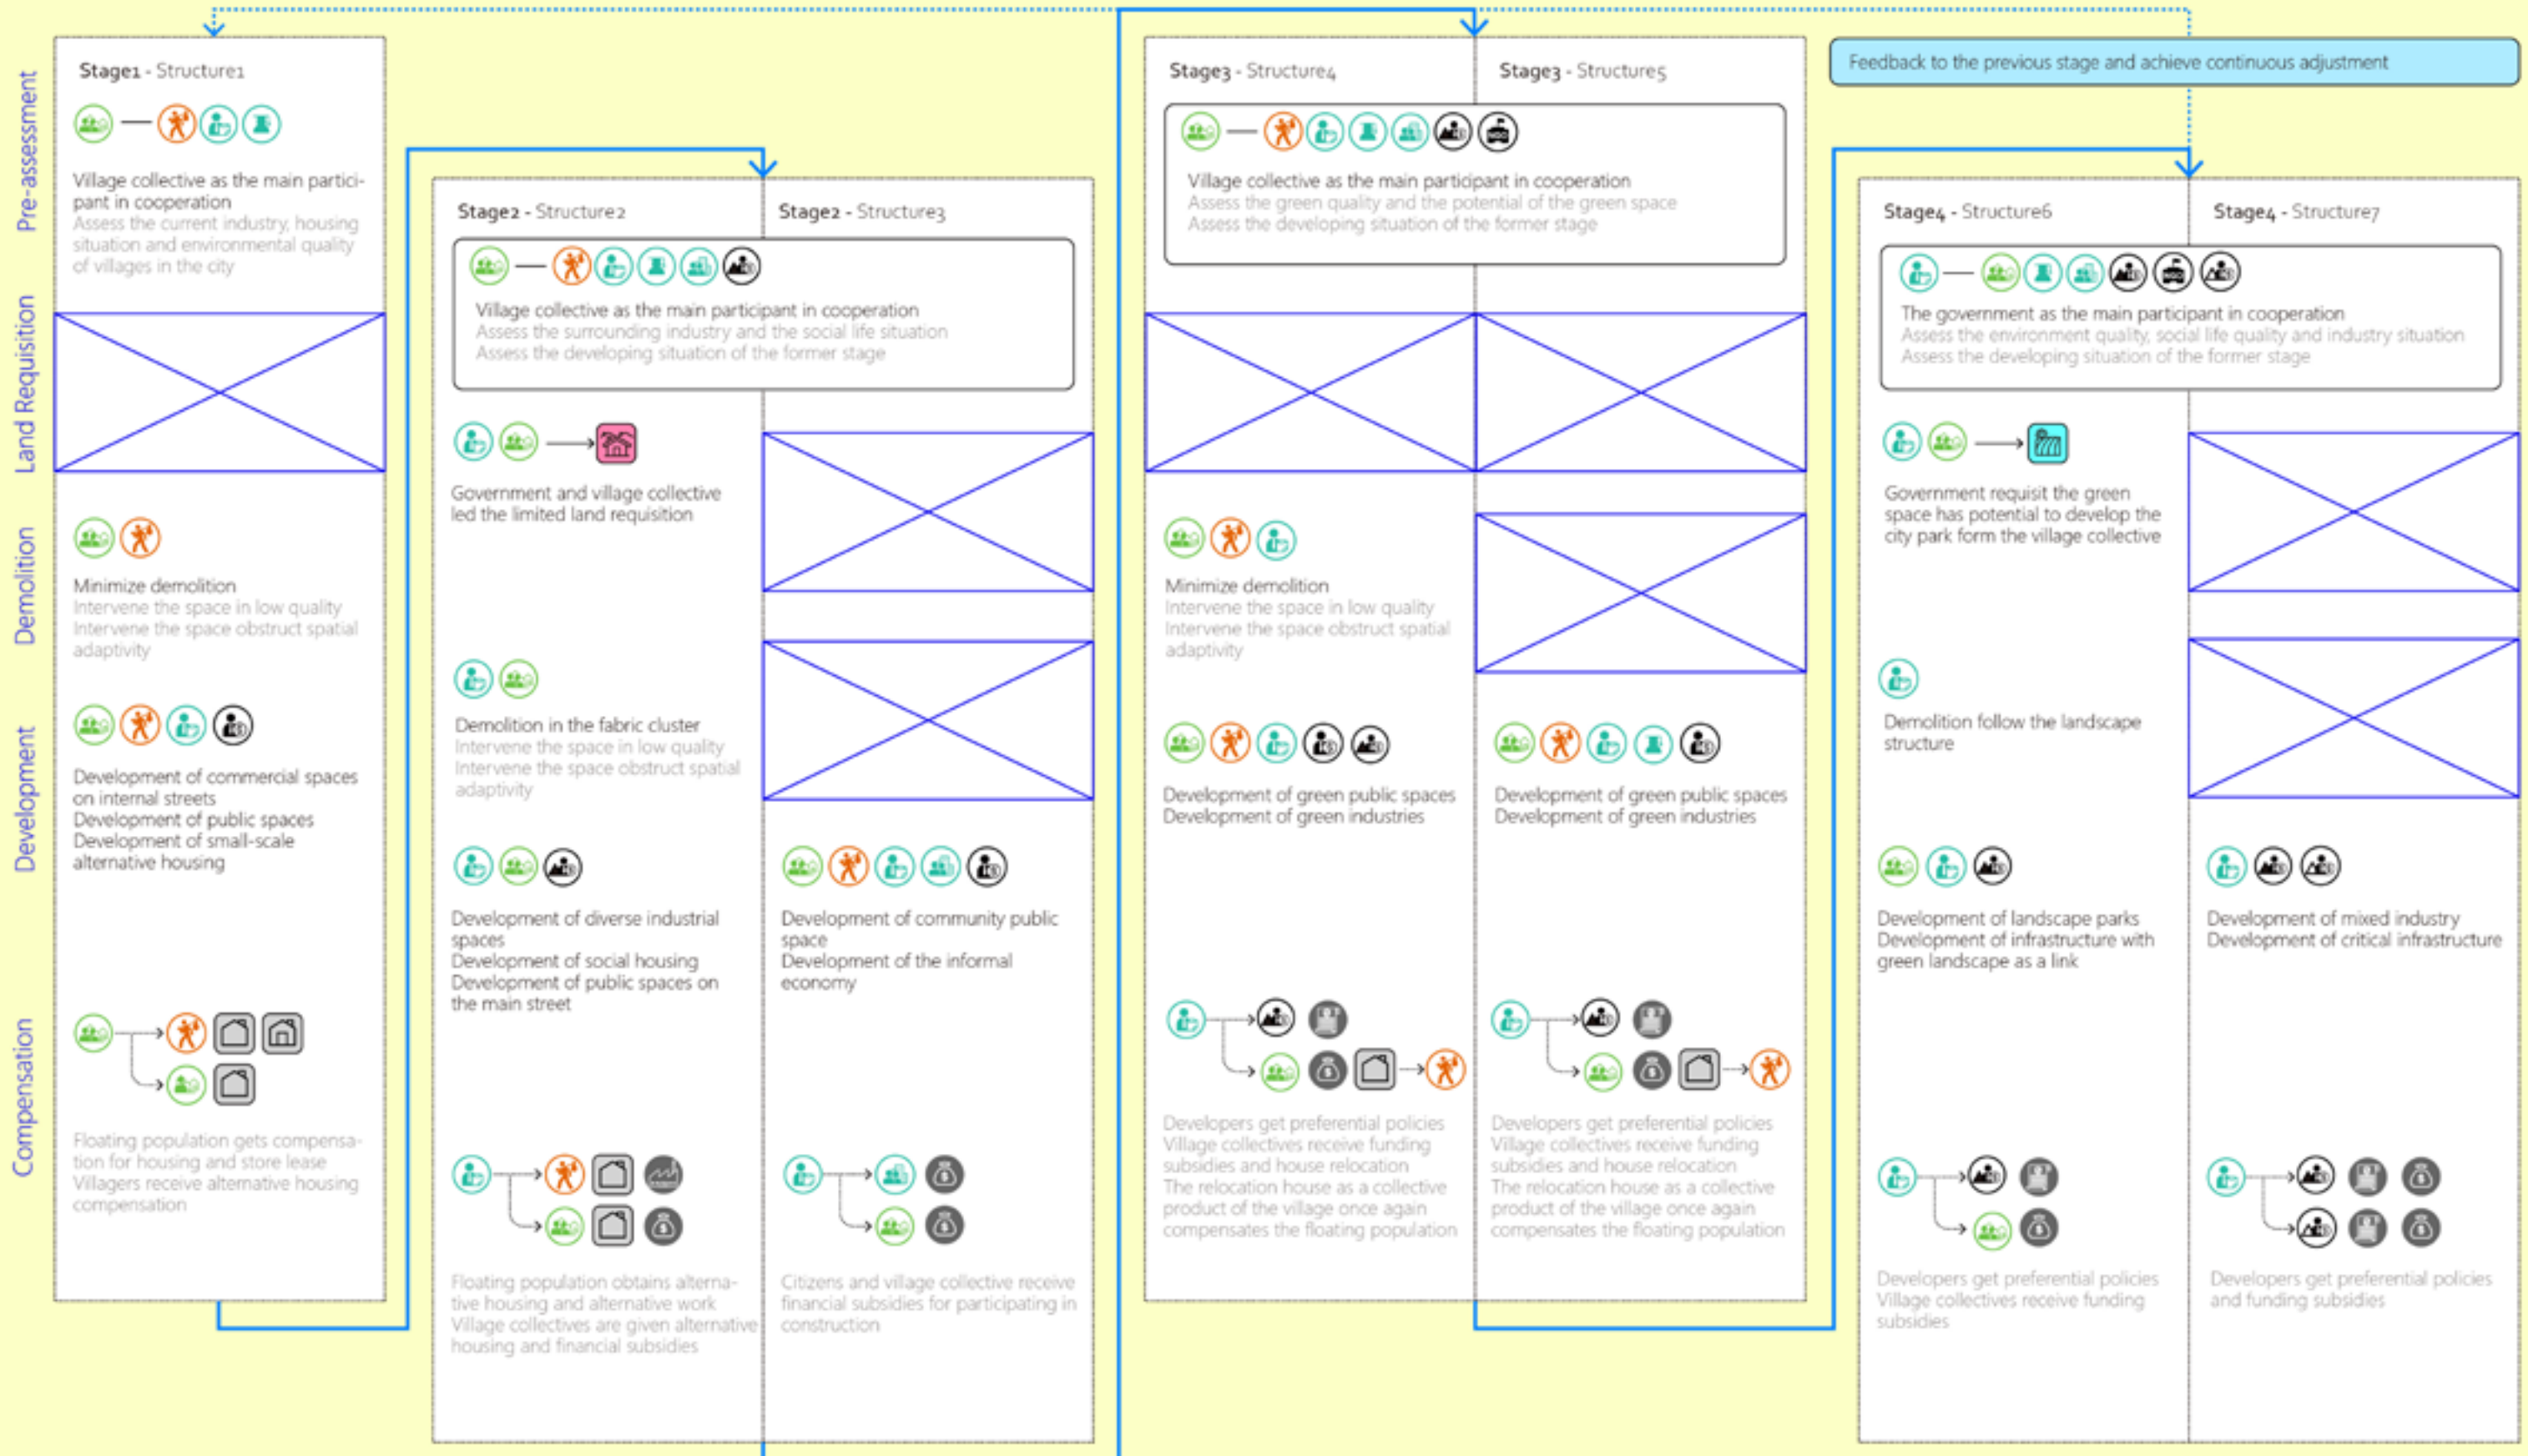 Pre-assessment
Land Requisition
Demolition
Development
Compensation
Stage1 - Structure1
Village collective as the main partici-
pant in cooperation
Assess the current industry, housing
situation and environmental quality
of villages in the city
Minimize demolition
Intervene the space in low quality
Intervene the space obstruct spatial
adaptivity
Development of commercial spaces
on internal streets
Development of public spaces
Development of small-scale
alternative housing
Floating population gets compensa-
tion for housing and store lease
Villagers receive alternative housing
compensation
Stage2 - Structure2
Stage2 - Structure3
Village collective as the main participant in cooperation
Assess the surrounding industry and the social life situation
Assess the developing situation of the former stage
Government and village collective
led the limited land requisition
Demolition in the fabric cluster
Intervene the space in low quality
Intervene the space obstruct spatial
adaptivity
Development of diverse industrial
spaces
Development of social housing
Development of public spaces on
the main street
Floating population obtains alterna-
tive housing and alternative work
Village collectives are given alternative
housing and financial subsidies
Development of community public
space
Development of the informal
economy
Citizens and village collective receive
financial subsidies for participating in
construction
Stage3 - Structure4
Stage3 - Structure5
NGO
Village collective as the main participant in cooperation
Assess the green quality and the potential of the green space
Assess the developing situation of the former stage
Minimize demolition
Intervene the space in low quality
Intervene the space obstruct spatial
adaptivity
Development of green public spaces
Development of green industries
Developers get preferential policies
Village collectives receive funding
subsidies and house relocation
The relocation house as a collective
product of the village once again
compensates the floating population
Development of green public spaces
Development of green industries
Developers get preferential policies
Village collectives receive funding
subsidies and house relocation
The relocation house as a collective
product of the village once again
compensates the floating population
Feedback to the previous stage and achieve continuous adjustment
Stage4 - Structure6
Stage4 - Structure7
NGO
The government as the main participant in cooperation
Assess the environment quality, social life quality and industry situation
Assess the developing situation of the former stage
Government requisit the green
space has potential to develop the
city park form the village collective
Demolition follow the landscape
structure
Development of landscape parks
Development of infrastructure with
green landscape as a link
Developers get preferential policies
Village collectives receive funding
subsidies
Development of mixed industry
Development of critical infrastructure
Developers get preferential policies
and funding subsidies